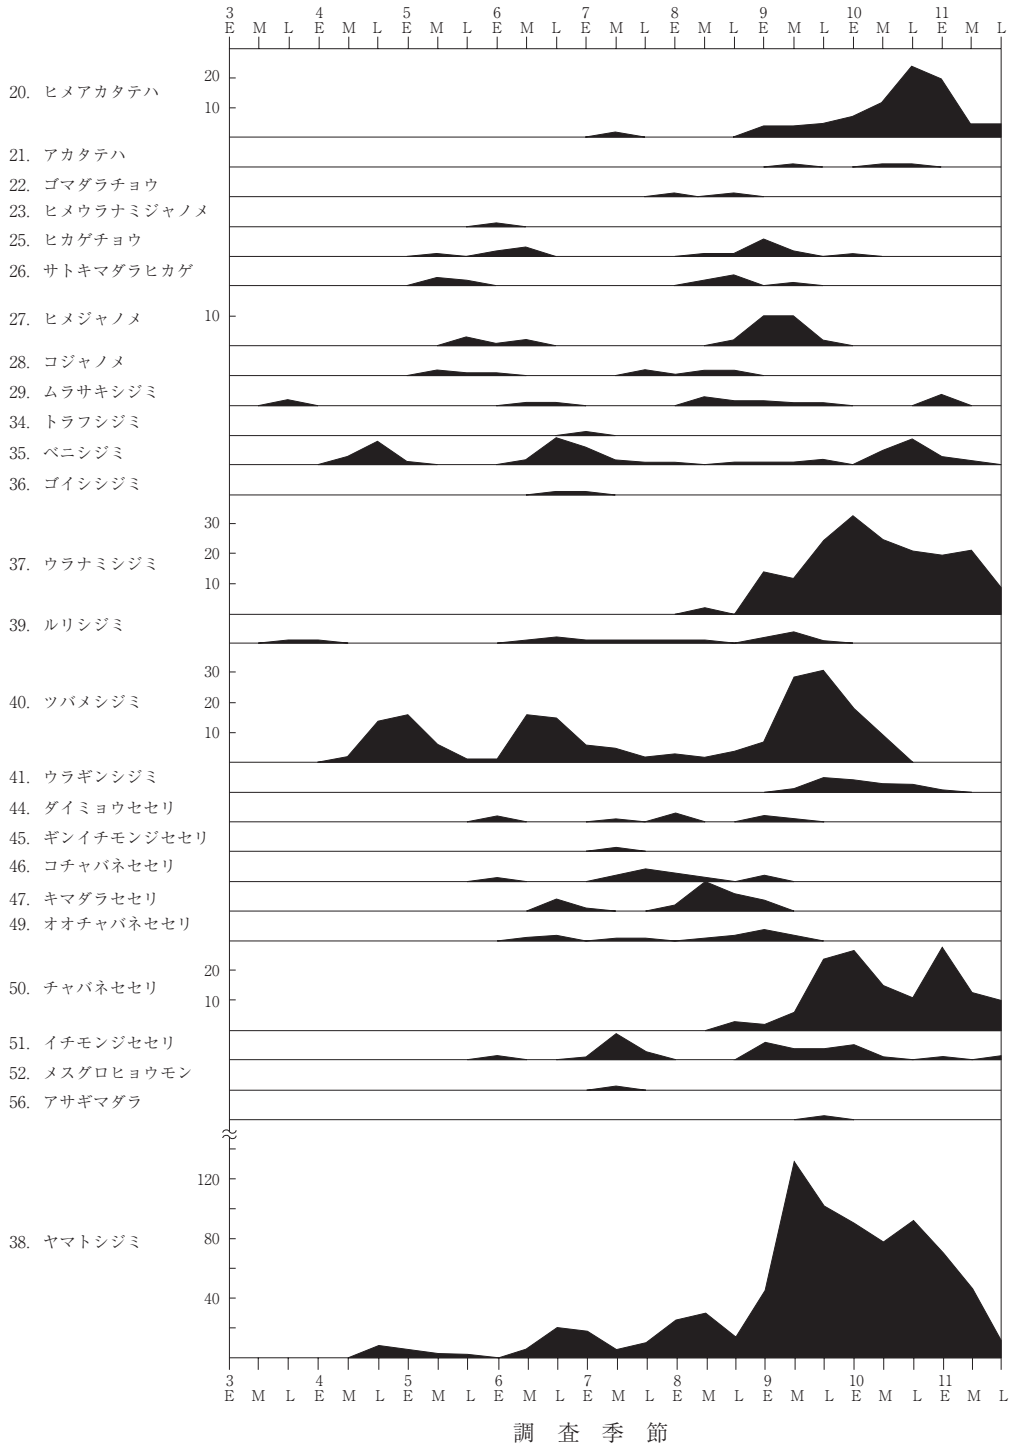 3 4 5 6 7 8 9 10 11
E M L E M L E M L E M L E M L E M L E M L E M L E M L
20. ヒメアカタテハ
20
10
21. アカタテハ
22. ゴマダラチョウ
23. ヒメウラナミジャノメ
25. ヒカゲチョウ
26. サトキマダラヒカゲ
27. ヒメジャノメ
10
28. コジャノメ
29. ムラサキシジミ
34. トラフシジミ
35. ベニシジミ
36. ゴイシシジミ
37. ウラナミシジミ
30
20
10
39. ルリシジミ
40. ツバメシジミ
30
20
10
41. ウラギンシジミ
44. ダイミョウセセリ
45. ギンイチモンジセセリ
46. コチャバネセセリ
47. キマダラセセリ
49. オオチャバネセセリ
50. チャバネセセリ
20
10
51. イチモンジセセリ
52. メスグロヒョウモン
56. アサギマダラ
38. ヤマトシジミ
120
80
40
3 4 5 6 7 8 9 10 11
E M L E M L E M L E M L E M L E M L E M L E M L E M L
調査季節